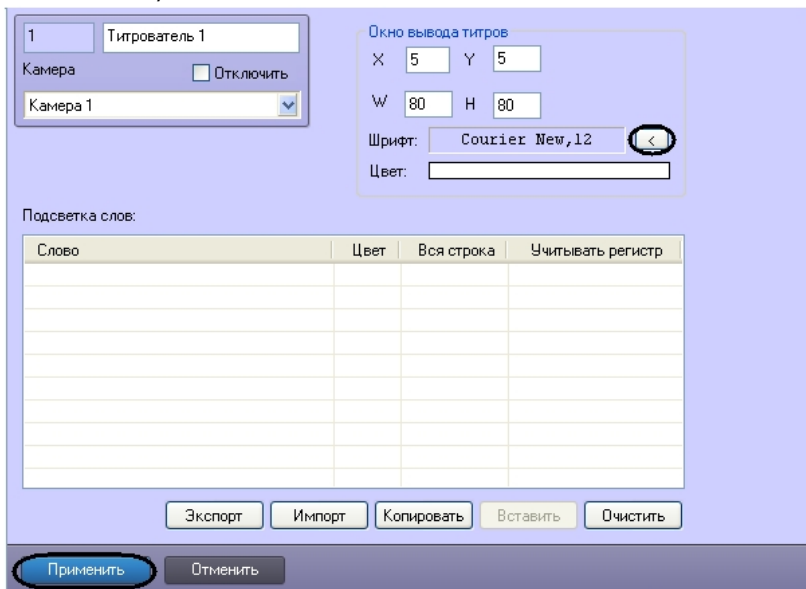 1 Титрователь 1
Камера Отключить
Камера 1
Окно вывода титров
X 5 Y 5
W 80 H 80
Шрифт: Courier New,12 <
Цвет:
Подсветка слов:
Слово Цвет Вся строка Учитывать регистр
Экспорт Импорт Копировать Вставить Очистить
Применить Отменить